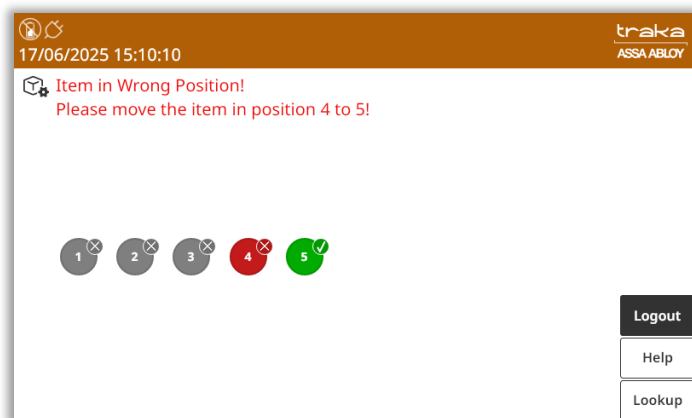 traka
17/06/2025 15:10:10
ASSA ABLOY
Item in Wrong Position!
Please move the item in position 4 to 5!
1 2 3 4 5
Logout
Help
Lookup